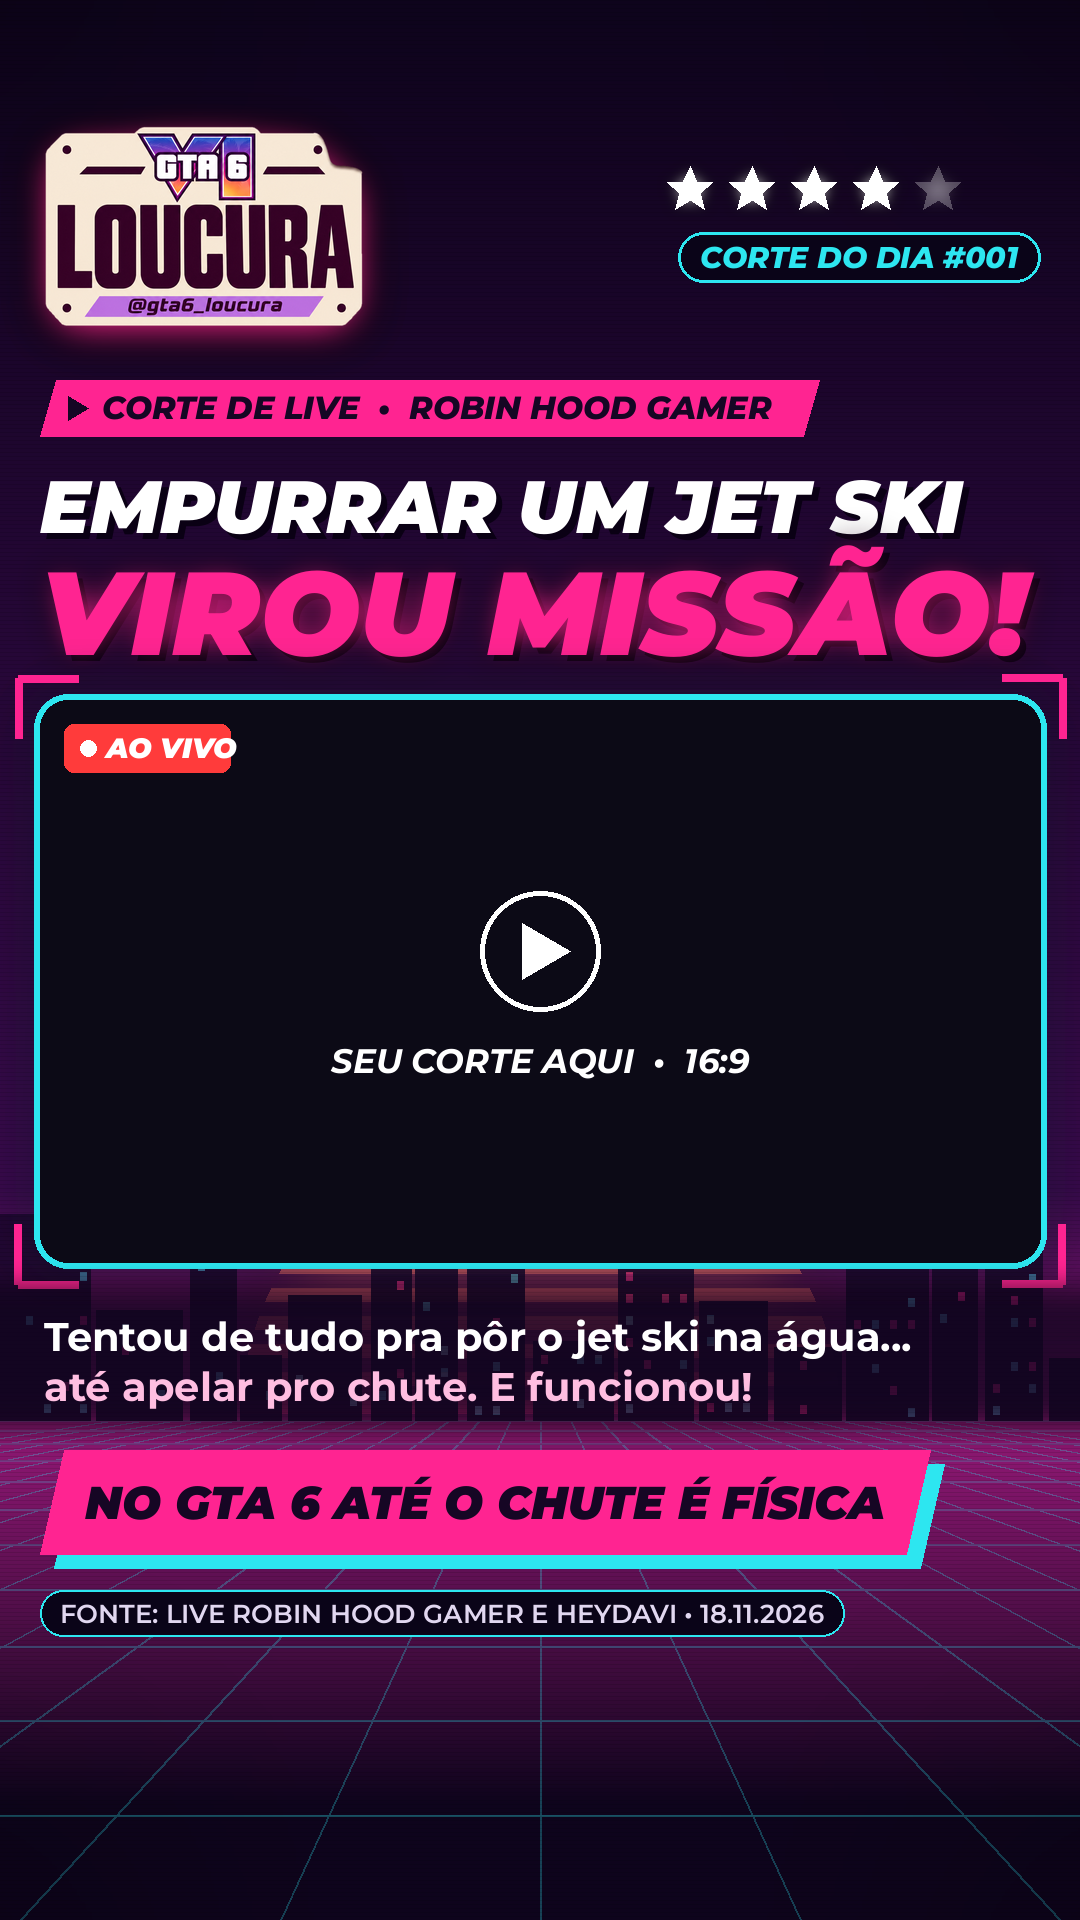 GTA 6
LOUCURA
@gta6_loucura
CORTE DO DIA #001
CORTE DE LIVE • ROBIN HOOD GAMER
EMPURRAR UM JET SKI
VIROU MISSÃO!
AO VIVO
SEU CORTE AQUI • 16:9
Tentou de tudo pra pôr o jet ski na água...
até apelar pro chute. E funcionou!
NO GTA 6 ATÉ O CHUTE É FÍSICA
FONTE: LIVE ROBIN HOOD GAMER E HEYDAVI • 18.11.2026